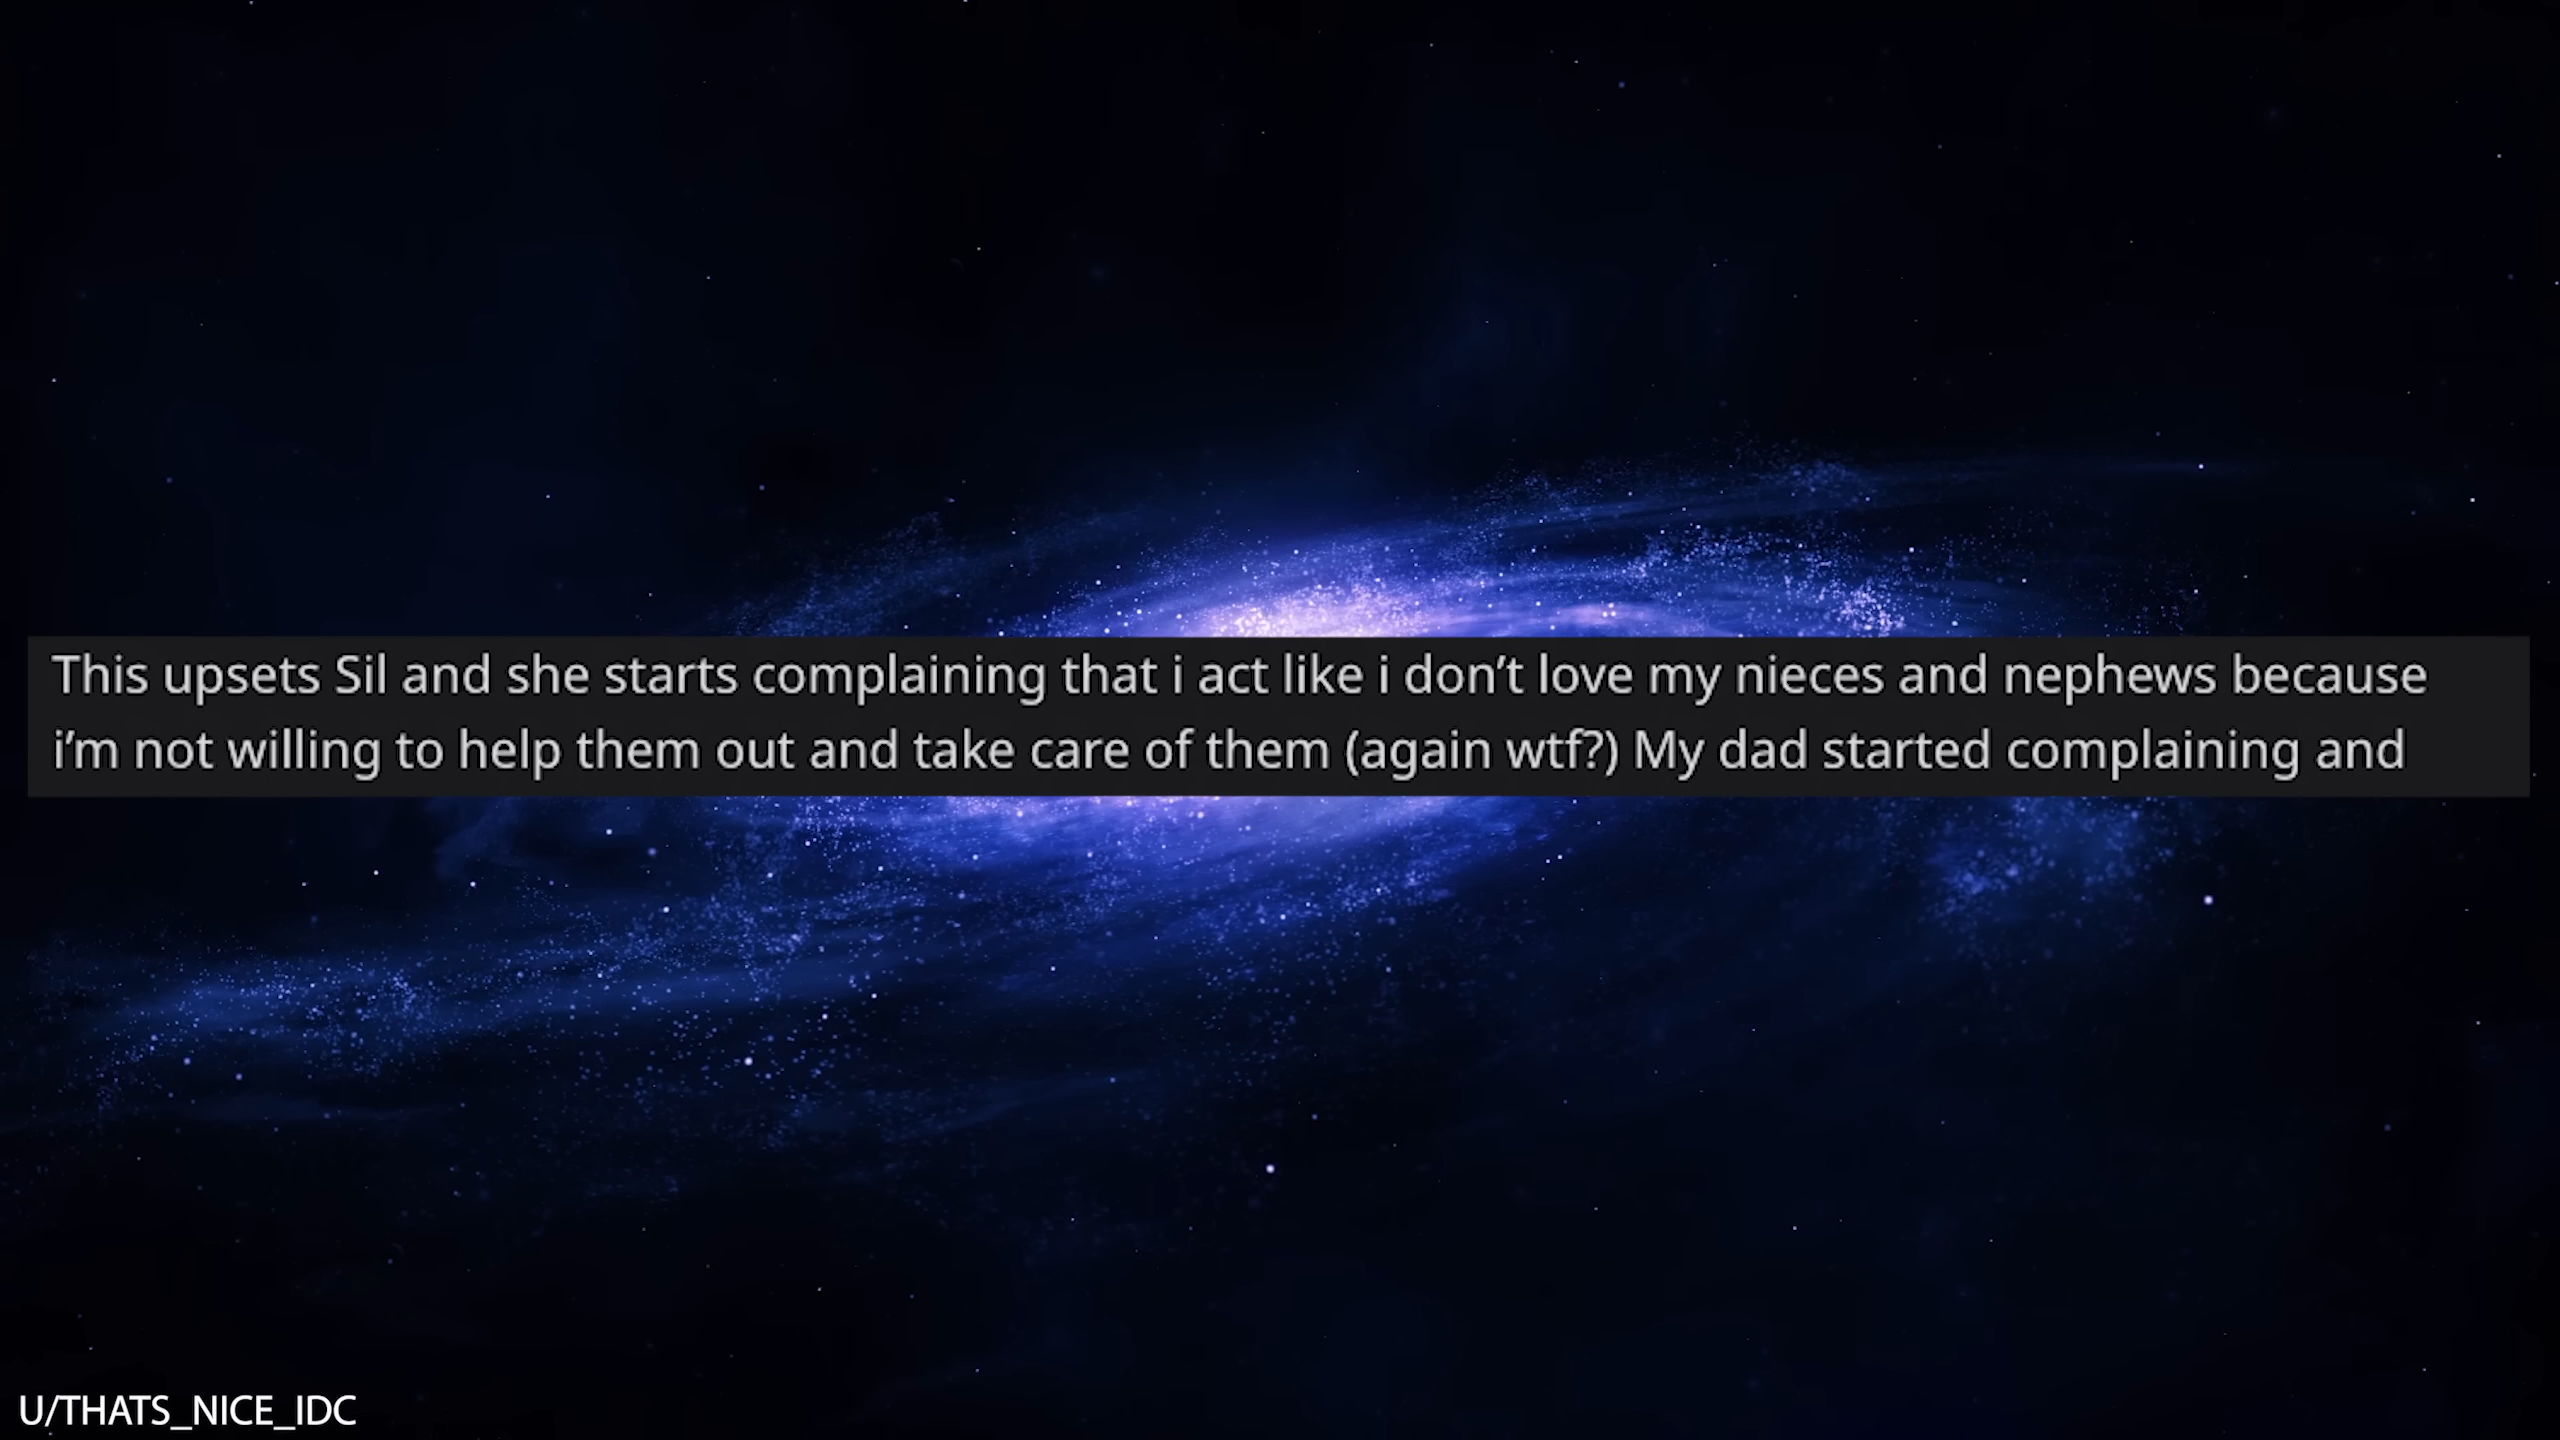 This upsets Sil and she starts complaining that i act like i don’t love my nieces and nephews because
i’m not willing to help them out and take care of them (again wtf?) My dad started complaining and
U/THATS_NICE_IDC